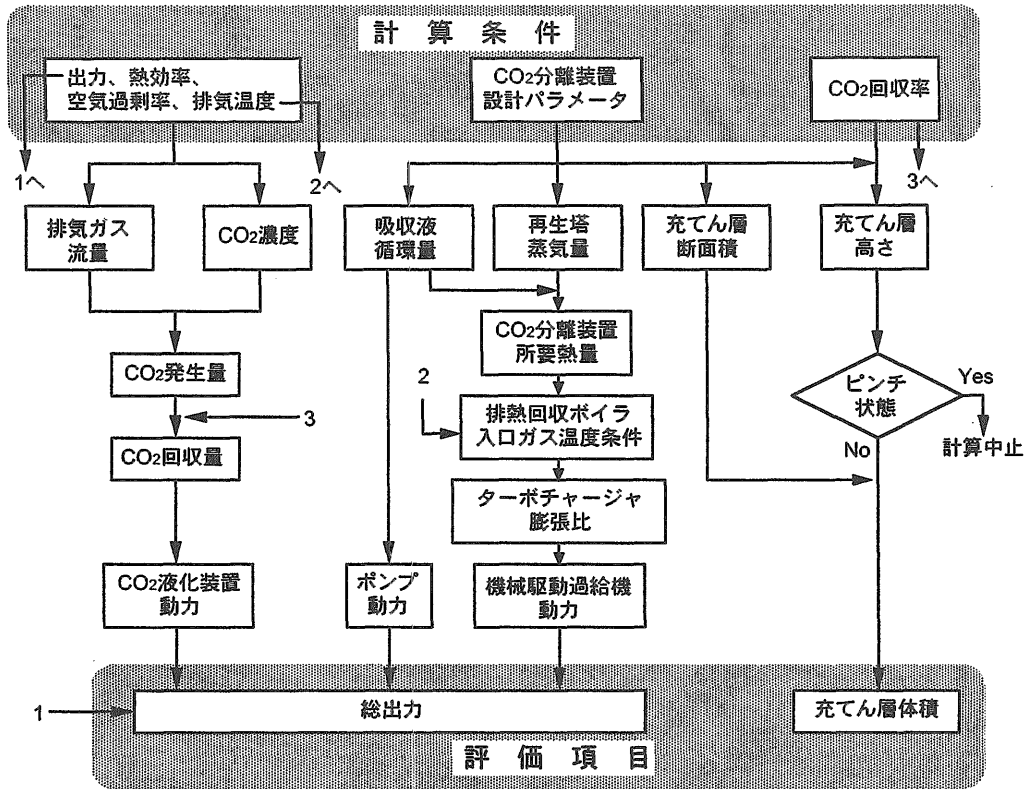 計算条件
出力、熱効率、
空気過剰率、排気温度
CO2分離装置
設計パラメータ
CO2回収率
1へ
2へ
3へ
排気ガス
流量
CO2濃度
吸収液
循環量
再生塔
蒸気量
充てん層
断面積
充てん層
高さ
CO2分離装置
所要熱量
CO2発生量
2
ピンチ
状態
Yes
計算中止
No
3
排熱回収ボイラ
入口ガス温度条件
CO2回収量
ターボチャージャ
膨張比
CO2液化装置
動力
ポンプ
動力
機械駆動過給機
動力
1
総出力
充てん層体積
評価項目